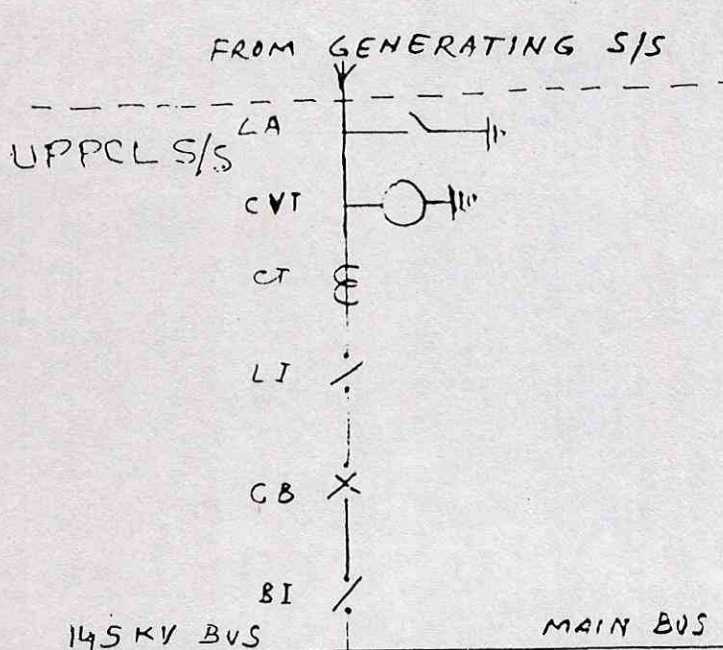 FROM GENERATING S/S
LA
UPPCL S/S
CVT
CT
LI
CB
BI
145 KV BUS
MAIN BUS